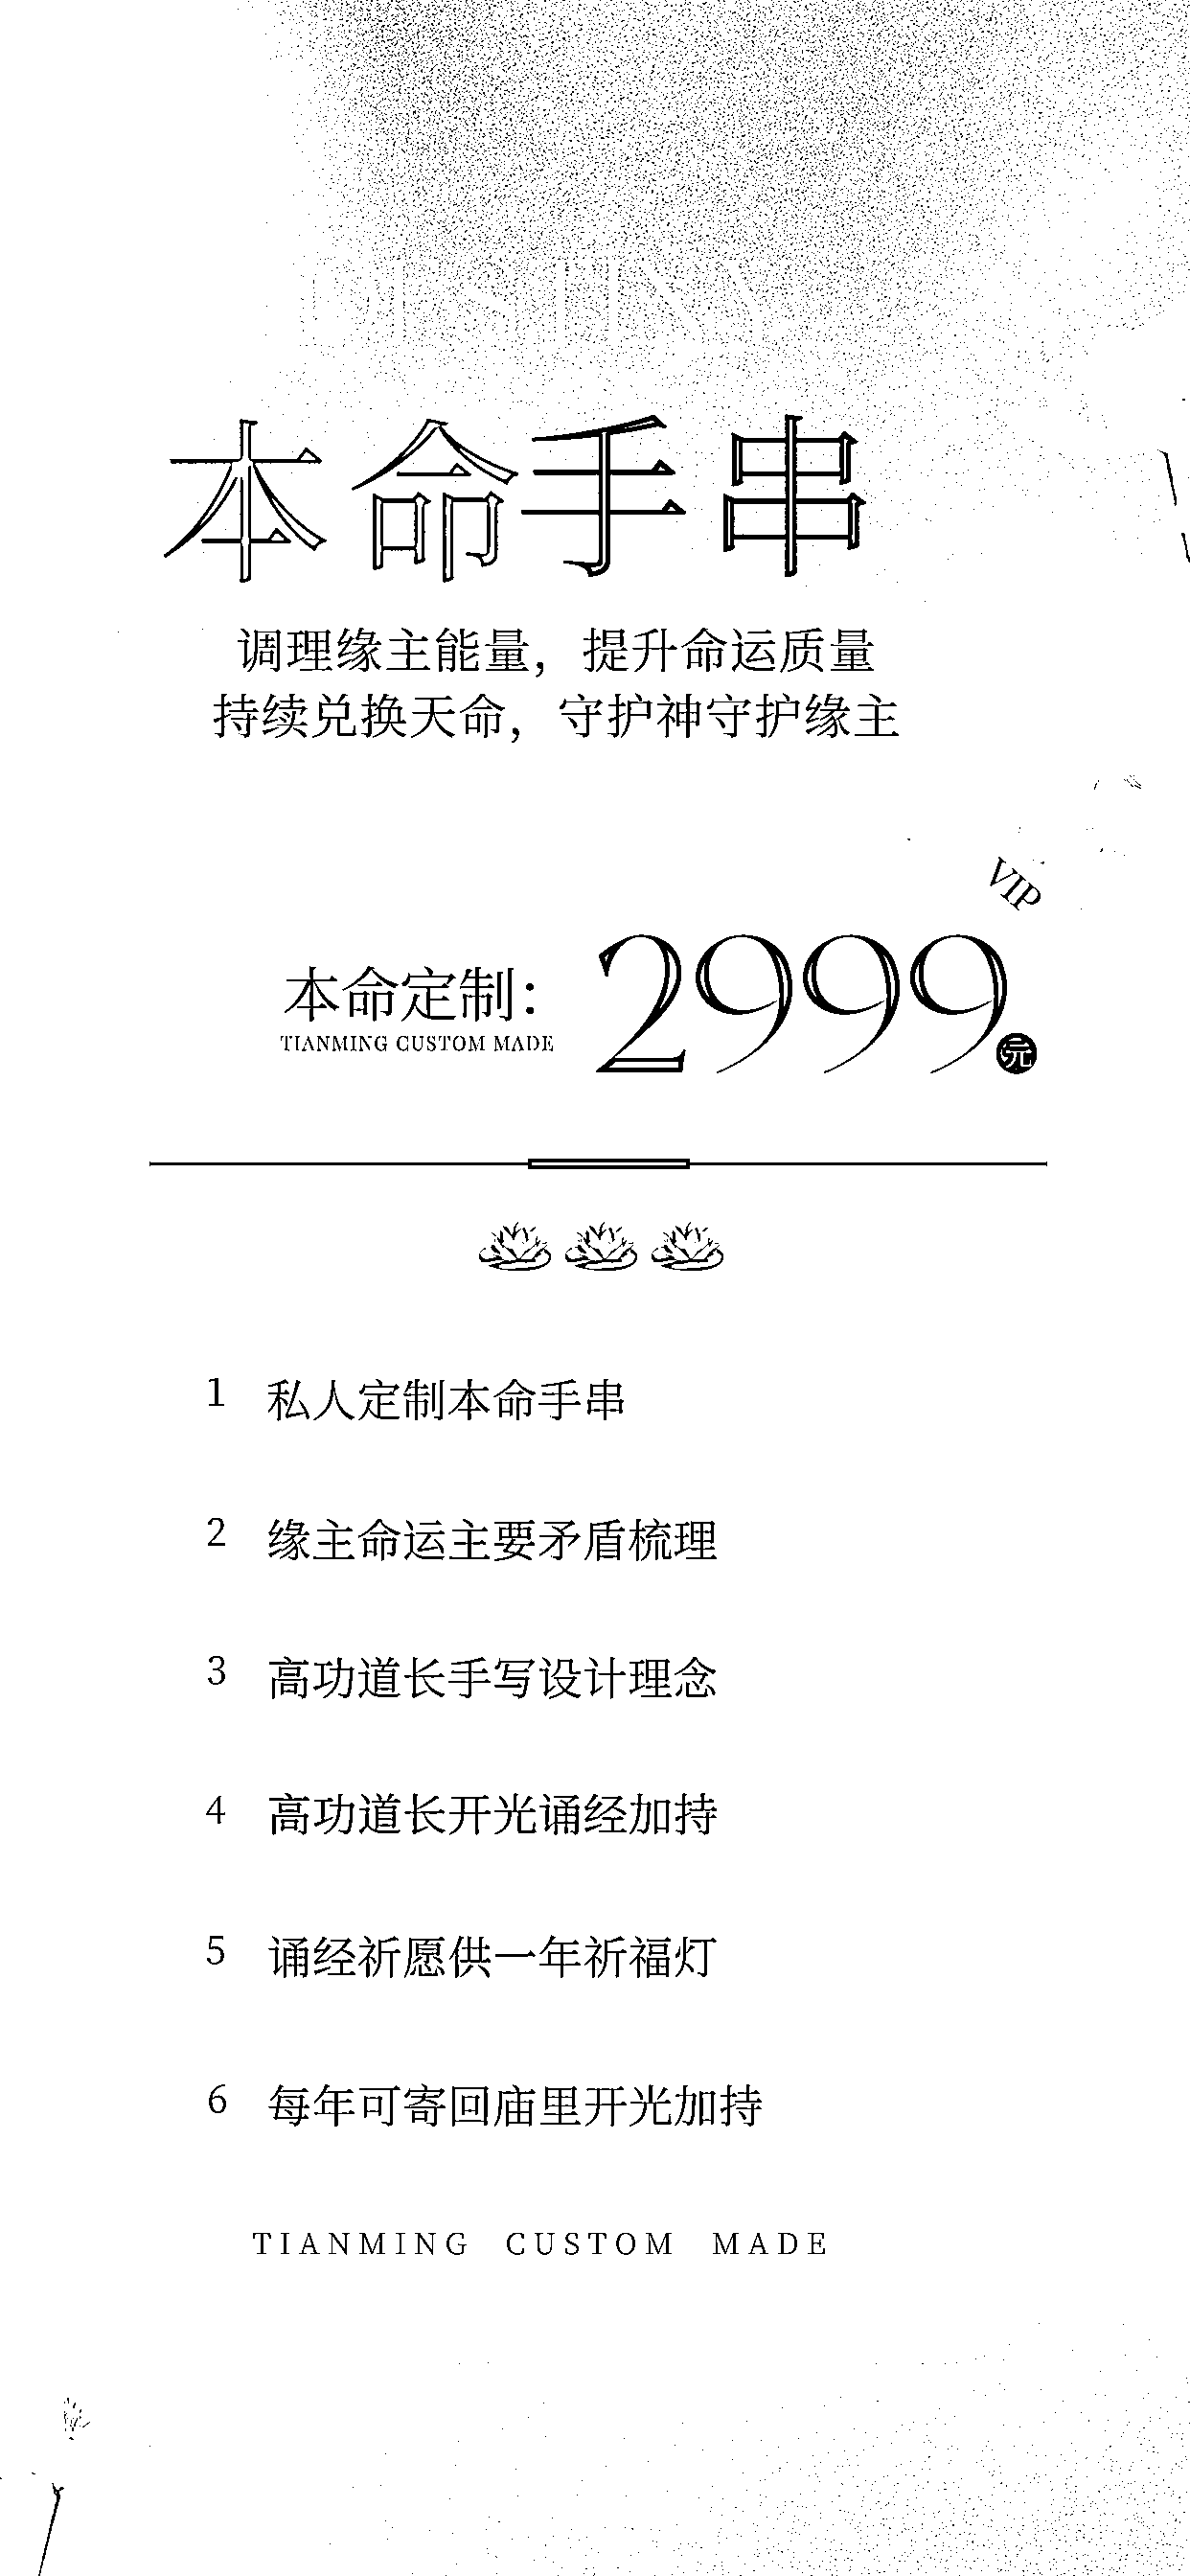 DESTINY
本命手串
调理缘主能量，提升命运质量
持续兑换天命，守护神守护缘主
VIP
本命定制：2999元
TIANMING CUSTOM MADE
1 私人定制本命手串
2 缘主命运主要矛盾梳理
3 高功道长手写设计理念
4 高功道长开光诵经加持
5 诵经祈愿供一年祈福灯
6 每年可寄回庙里开光加持
TIANMING CUSTOM MADE